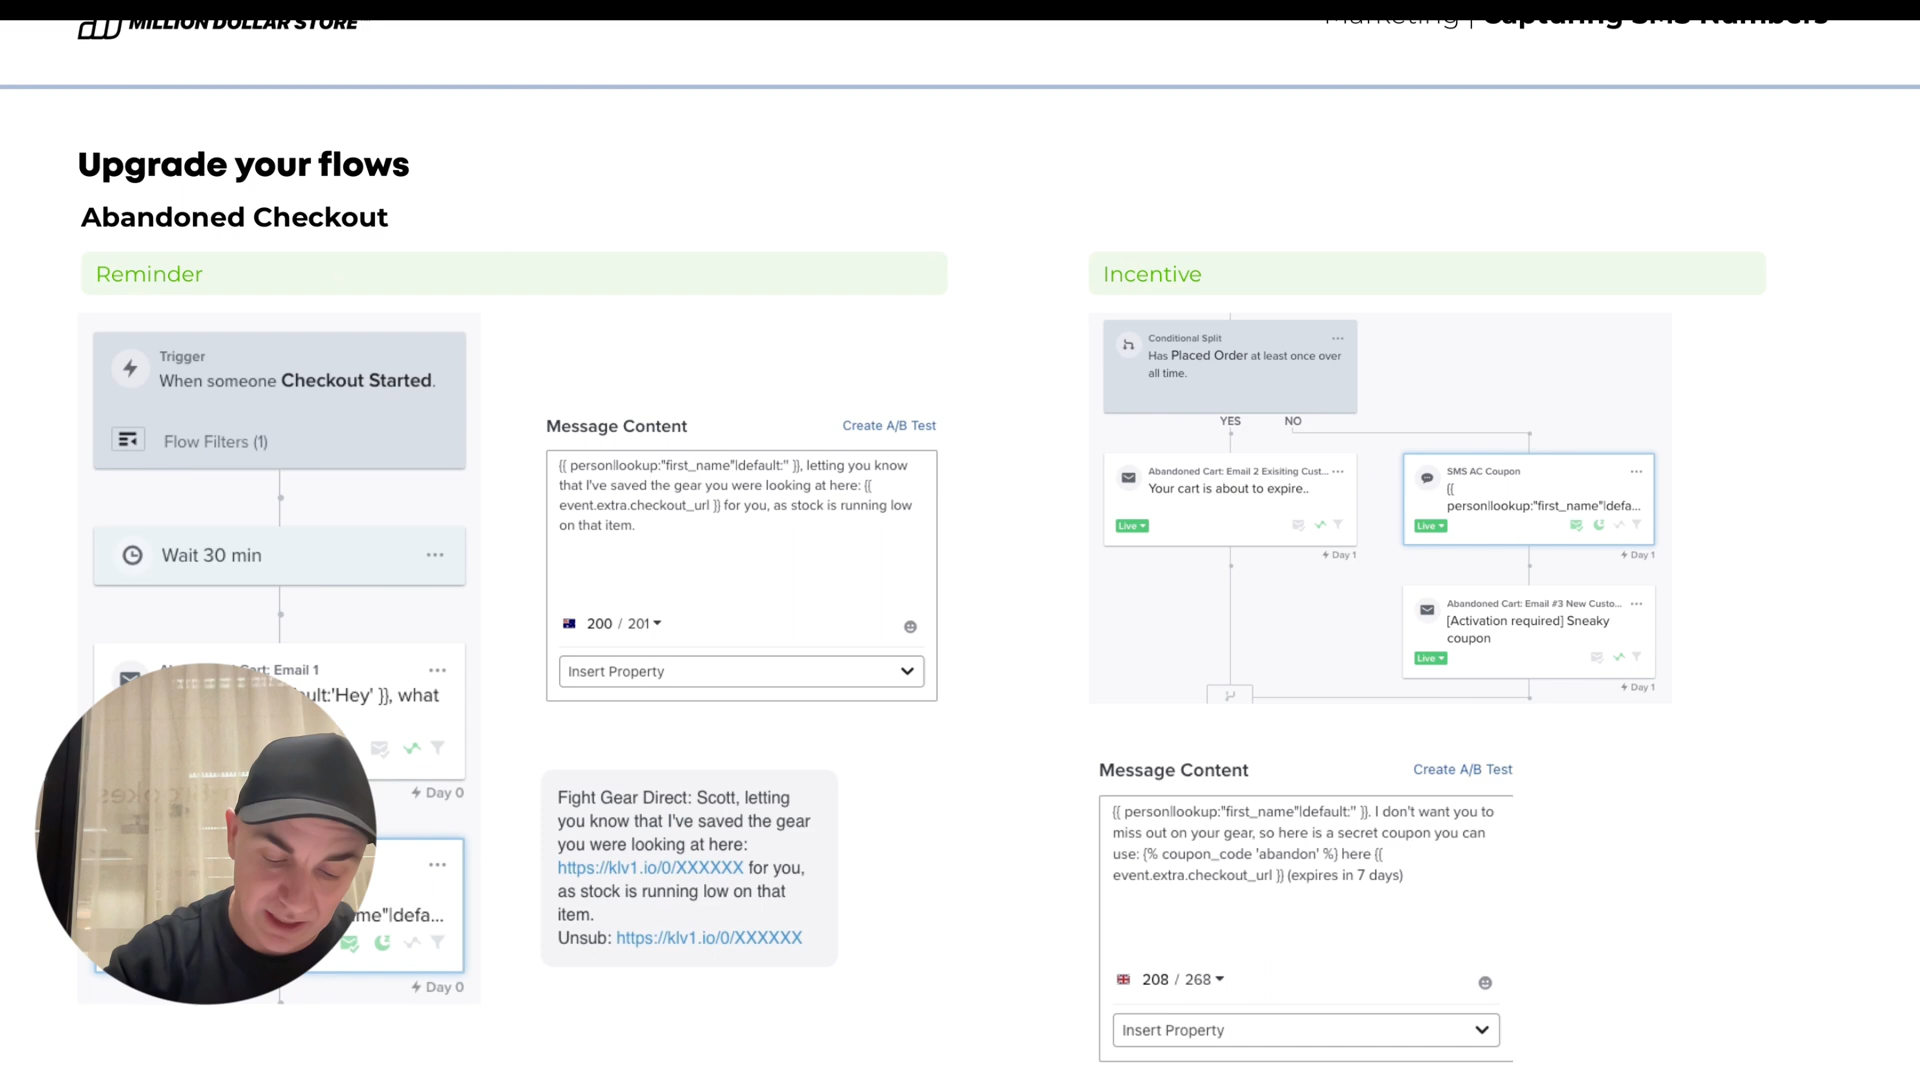 MILLION DOLLAR STORE
Marketing | Capturing SMS Numbers
Upgrade your flows
Abandoned Checkout
Reminder
Trigger
When someone Checkout Started.
Flow Filters (1)
Wait 30 min
Cart: Email 1
ult:'Hey' }}, what
Day 0
me"|defa...
Day 0
Message Content
Create A/B Test
{{ person|lookup:"first_name"|default:'' }}, letting you know
that I've saved the gear you were looking at here: {{
event.extra.checkout_url }} for you, as stock is running low
on that item.
200 / 201
Insert Property
Fight Gear Direct: Scott, letting
you know that I've saved the gear
you were looking at here:
https://klv1.io/0/XXXXXX for you,
as stock is running low on that
item.
Unsub: https://klv1.io/0/XXXXXX
Incentive
Conditional Split
Has Placed Order at least once over
all time.
YES
NO
Abandoned Cart: Email 2 Exisiting Cust...
Your cart is about to expire..
Live
Day 1
SMS AC Coupon
{{
person|lookup:"first_name"|defa...
Live
Day 1
Abandoned Cart: Email #3 New Custo...
[Activation required] Sneaky
coupon
Live
Day 1
Message Content
Create A/B Test
{{ person|lookup:"first_name"|default:'' }}. I don't want you to
miss out on your gear, so here is a secret coupon you can
use: {% coupon_code 'abandon' %} here {{
event.extra.checkout_url }} (expires in 7 days)
208 / 268
Insert Property